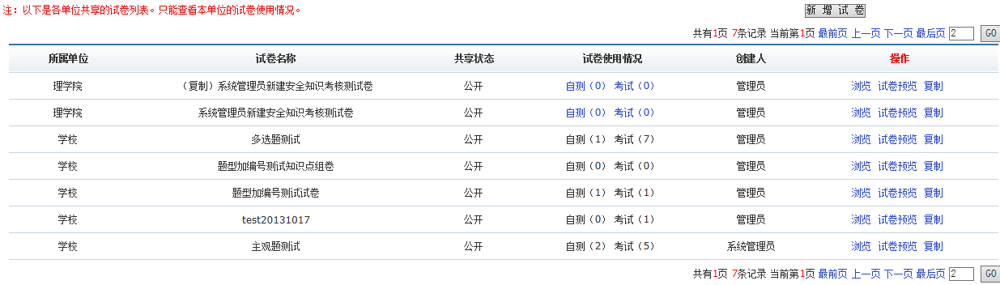 注：以下是各单位共享的试卷列表。只能查看本单位的试卷使用情况。 新 增 试 卷
共有1页 7条记录 当前第1页 最前页 上一页 下一页 最后页 2 GO
所属单位 试卷名称 共享状态 试卷使用情况 创建人 操作
理学院 （复制）系统管理员新建安全知识考核测试卷 公开 自测（0） 考试（0） 管理员 浏览 试卷预览 复制
理学院 系统管理员新建安全知识考核测试卷 公开 自测（0） 考试（0） 管理员 浏览 试卷预览 复制
学校 多选题测试 公开 自测（1） 考试（7） 管理员 浏览 试卷预览 复制
学校 题型加编号测试知识点组卷 公开 自测（0） 考试（0） 管理员 浏览 试卷预览 复制
学校 题型加编号测试试卷 公开 自测（1） 考试（1） 管理员 浏览 试卷预览 复制
学校 test20131017 公开 自测（0） 考试（1） 管理员 浏览 试卷预览 复制
学校 主观题测试 公开 自测（2） 考试（5） 系统管理员 浏览 试卷预览 复制
共有1页 7条记录 当前第1页 最前页 上一页 下一页 最后页 2 GO